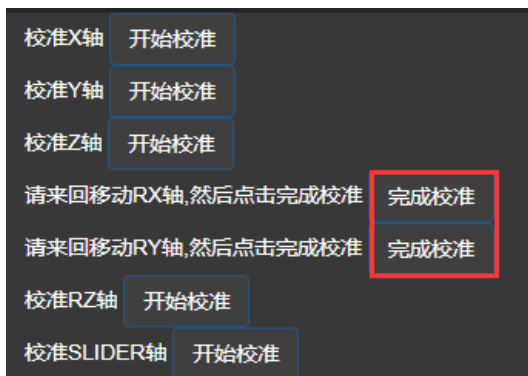 校准X轴 开始校准
校准Y轴 开始校准
校准Z轴 开始校准
请来回移动RX轴,然后点击完成校准 完成校准
请来回移动RY轴,然后点击完成校准 完成校准
校准RZ轴 开始校准
校准SLIDER轴 开始校准